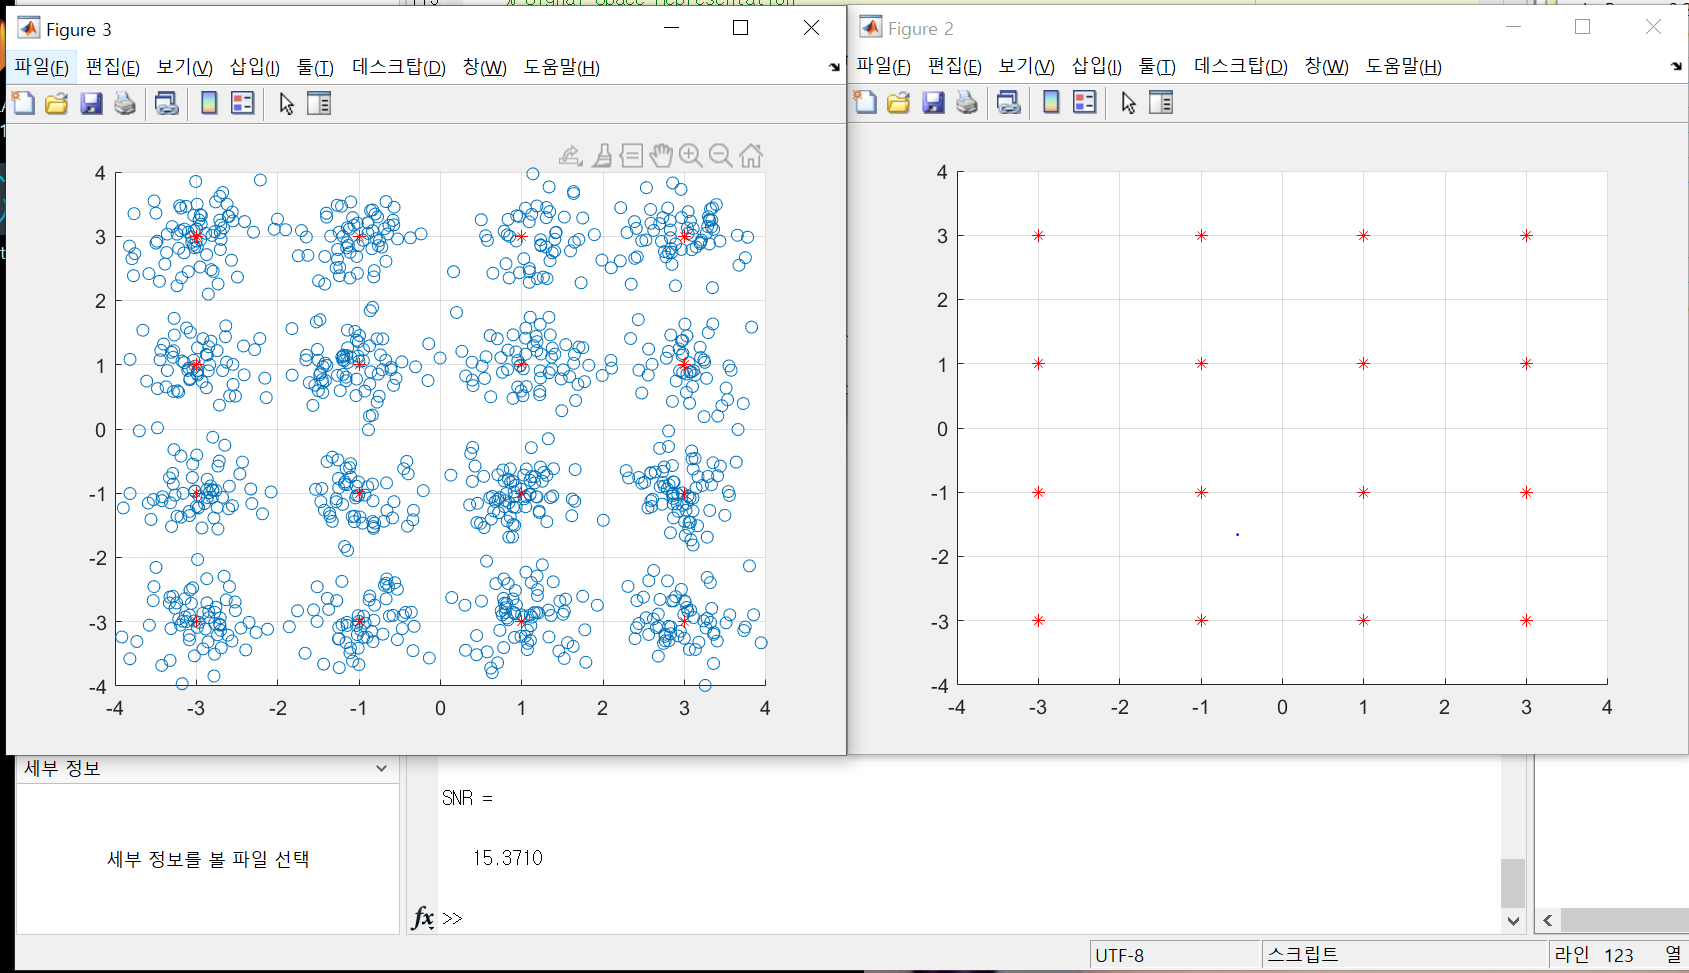 % Signal Space Representation
Figure 3
파일(F) 편집(E) 보기(V) 삽입(I) 툴(T) 데스크탑(D) 창(W) 도움말(H)
4
3
2
1
0
-1
-2
-3
-4
-4 -3 -2 -1 0 1 2 3 4
Figure 2
파일(F) 편집(E) 보기(V) 삽입(I) 툴(T) 데스크탑(D) 창(W) 도움말(H)
4
3
2
1
0
-1
-2
-3
-4
-4 -3 -2 -1 0 1 2 3 4
세부 정보
세부 정보를 볼 파일 선택
SNR =
15.3710
fx >>
UTF-8 스크립트 라인 123 열